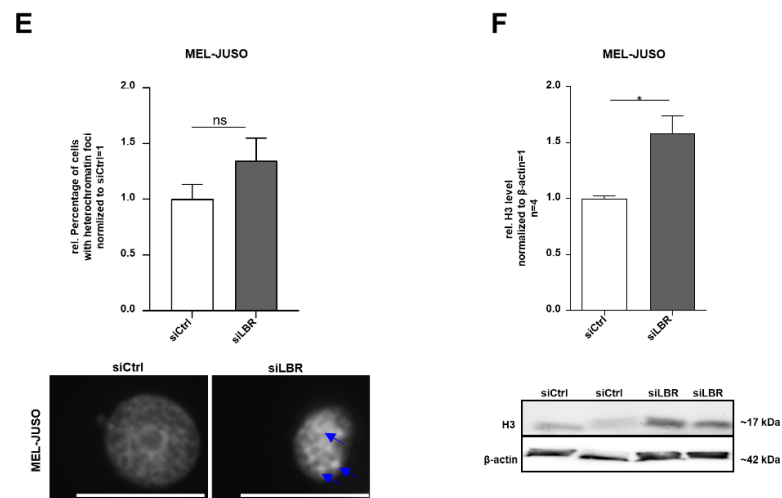 E
MEL-JUSO
rel. Percentage of cells
with heterochromatin foci
normlized to siCtrl=1
2.0
1.5
1.0
0.5
0.0
ns
siCtrl
siLBR
siCtrl
siLBR
MEL-JUSO
F
MEL-JUSO
rel. H3 level
normalized to β-actin=1
n=4
2.0
1.5
1.0
0.5
0.0
*
siCtrl
siLBR
siCtrl siCtrl siLBR siLBR
H3 ~17 kDa
β-actin ~42 kDa